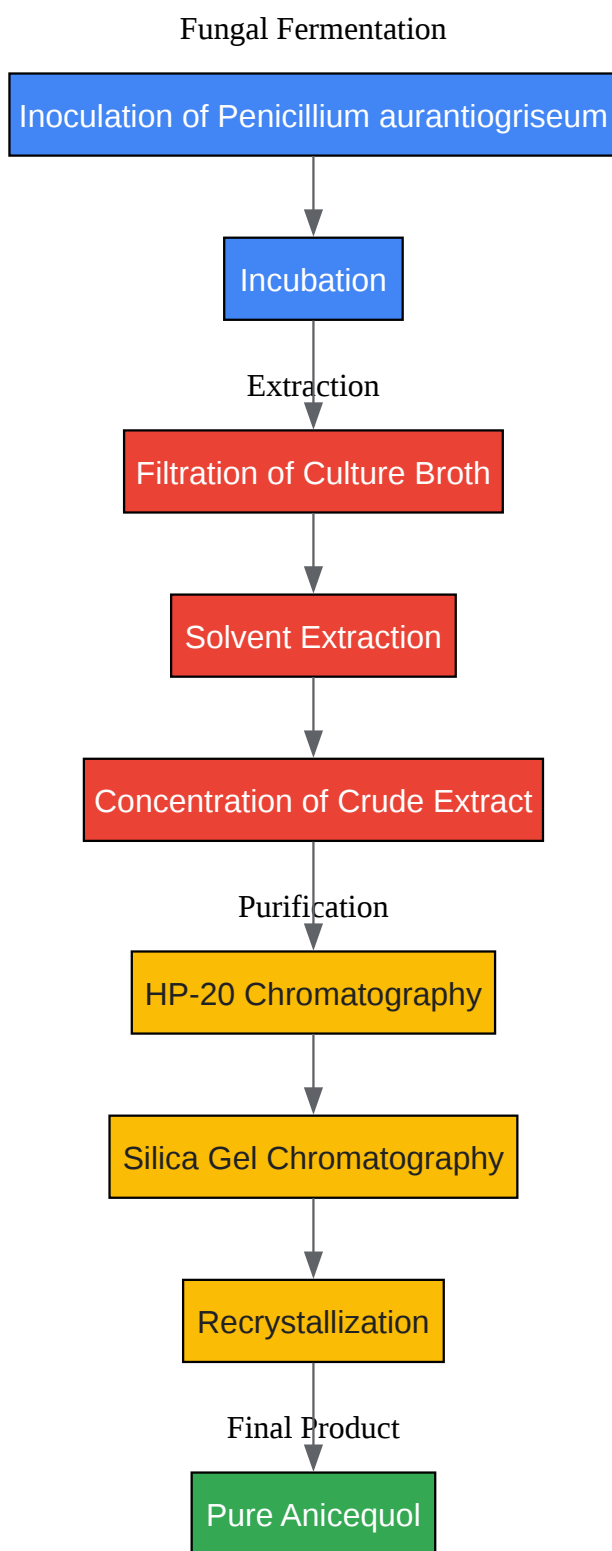 Fungal Fermentation
Inoculation of Penicillium aurantiogriseum
Incubation
Extraction
Filtration of Culture Broth
Solvent Extraction
Concentration of Crude Extract
Purification
HP-20 Chromatography
Silica Gel Chromatography
Recrystallization
Final Product
Pure Anicequol